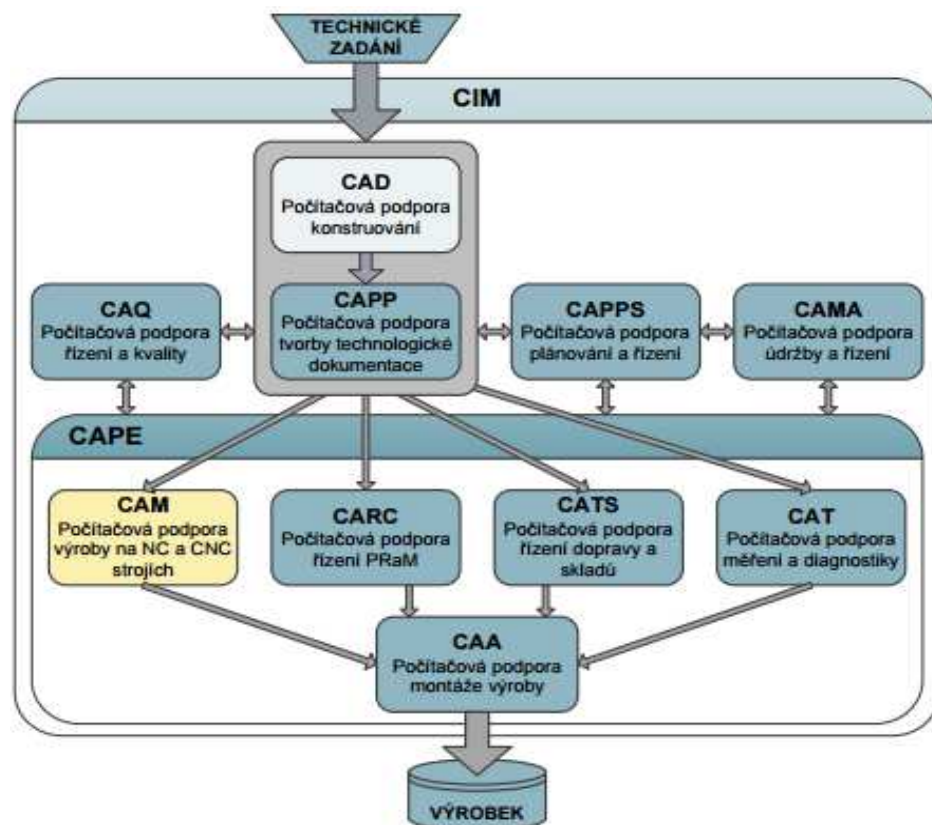 TECHNICKÉ
ZADÁNÍ
CIM
CAD
Počítačová podpora
konstruování
CAQ
Počítačová podpora
řízení a kvality
CAPP
Počítačová podpora
tvorby technologické
dokumentace
CAPPS
Počítačová podpora
plánování a řízení
CAMA
Počítačová podpora
údržby a řízení
CAPE
CAM
Počítačová podpora
výroby na NC a CNC
strojích
CARC
Počítačová podpora
řízení PRaM
CATS
Počítačová podpora
řízení dopravy a
skladů
CAT
Počítačová podpora
měření a diagnostiky
CAA
Počítačová podpora
montáže výroby
VÝROBEK